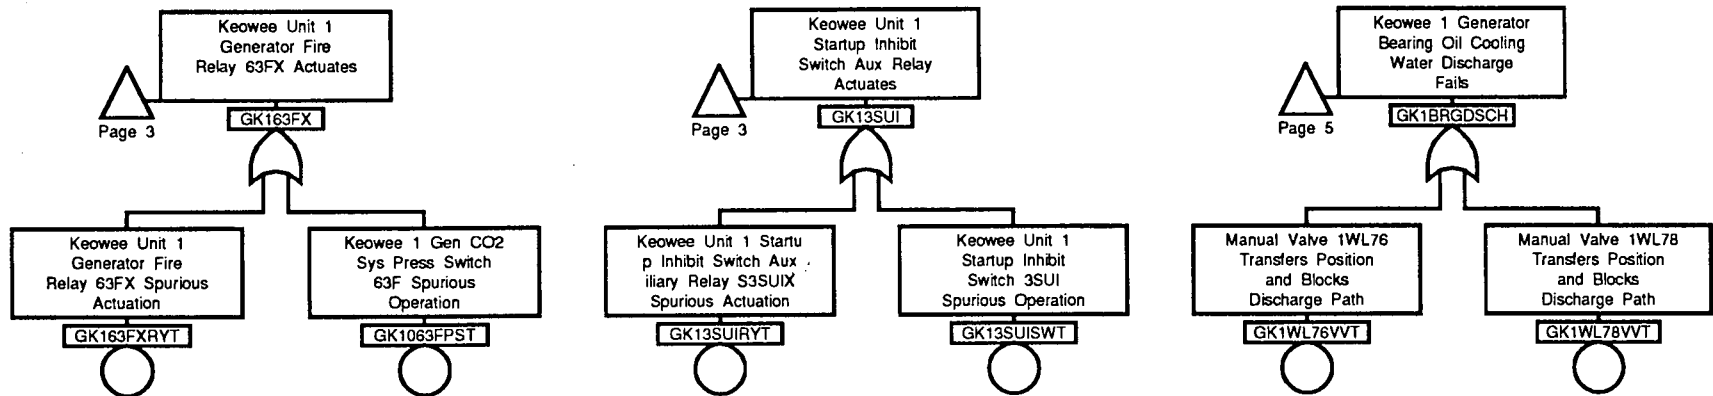 Keowee Unit 1
Generator Fire
Relay 63FX Actuates
Page 3
GK163FX
Keowee Unit 1
Generator Fire
Relay 63FX Spurious
Actuation
GK163FXRYT
Keowee 1 Gen CO2
Sys Press Switch
63F Spurious
Operation
GK1063FPST
Keowee Unit 1
Startup Inhibit
Switch Aux Relay
Actuates
Page 3
GK13SUI
Keowee Unit 1 Startu
p Inhibit Switch Aux
iliary Relay S3SUIX
Spurious Actuation
GK13SUIRYT
Keowee Unit 1
Startup Inhibit
Switch 3SUI
Spurious Operation
GK13SUISWT
Keowee 1 Generator
Bearing Oil Cooling
Water Discharge
Fails
Page 5
GK1BRGDSCH
Manual Valve 1WL76
Transfers Position
and Blocks
Discharge Path
GK1WL76VVT
Manual Valve 1WL78
Transfers Position
and Blocks
Discharge Path
GK1WL78VVT